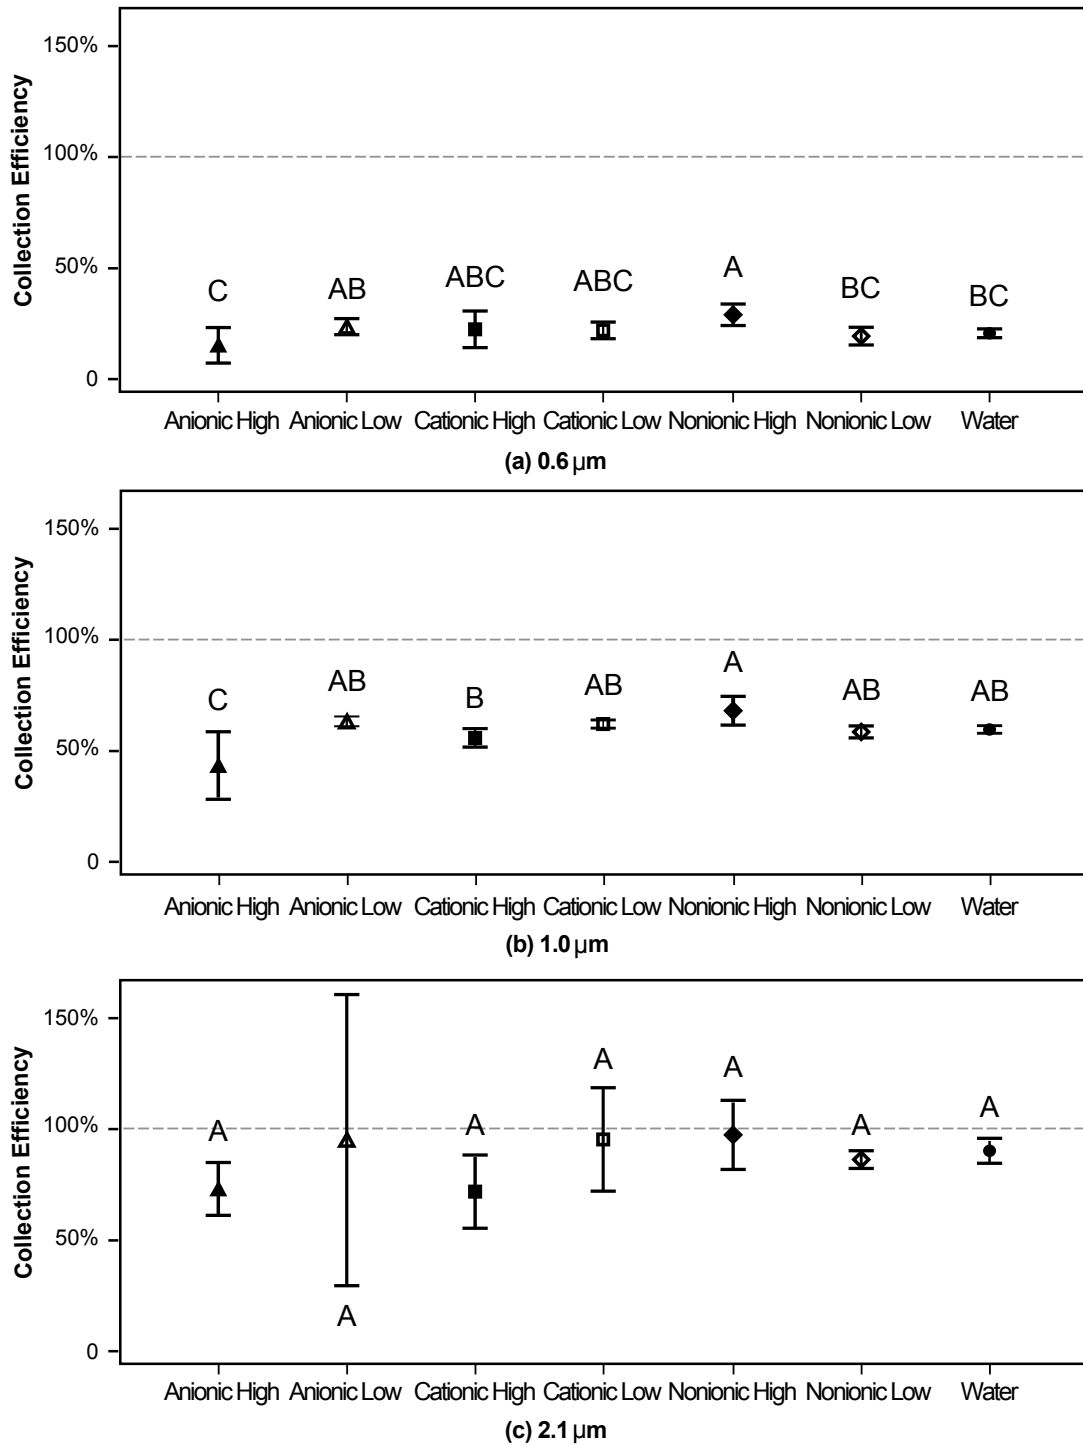 Collection Efficiency
150%
100%
50%
0
C AB ABC ABC A BC BC
Anionic High Anionic Low Cationic High Cationic Low Nonionic High Nonionic Low Water
(a) 0.6 µm
Collection Efficiency
150%
100%
50%
0
C AB B AB A AB AB
Anionic High Anionic Low Cationic High Cationic Low Nonionic High Nonionic Low Water
(b) 1.0 µm
Collection Efficiency
150%
100%
50%
0
A A A A A A A
Anionic High Anionic Low Cationic High Cationic Low Nonionic High Nonionic Low Water
(c) 2.1 µm